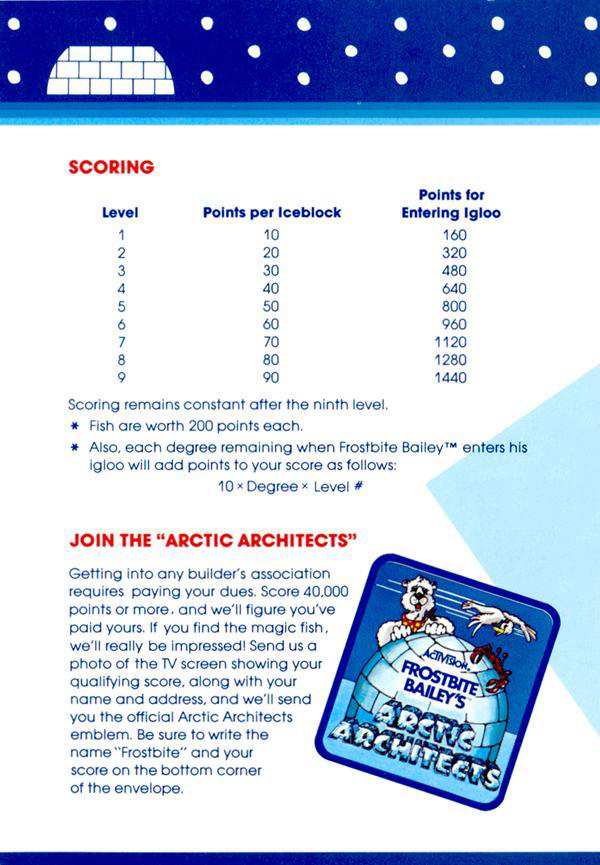 SCORING
Level Points per Iceblock Points for Entering Igloo
1 10 160
2 20 320
3 30 480
4 40 640
5 50 800
6 60 960
7 70 1120
8 80 1280
9 90 1440
Scoring remains constant after the ninth level.
* Fish are worth 200 points each.
* Also, each degree remaining when Frostbite Bailey™ enters his
igloo will add points to your score as follows:
10 × Degree × Level #
JOIN THE “ARCTIC ARCHITECTS”
Getting into any builder's association
requires paying your dues. Score 40,000
points or more, and we'll figure you've
paid yours. If you find the magic fish,
we'll really be impressed! Send us a
photo of the TV screen showing your
qualifying score, along with your
name and address, and we'll send
you the official Arctic Architects
emblem. Be sure to write the
name “Frostbite” and your
score on the bottom corner
of the envelope.
ACTIVISION®
FROSTBITE
BAILEY'S
ARCTIC
ARCHITECTS